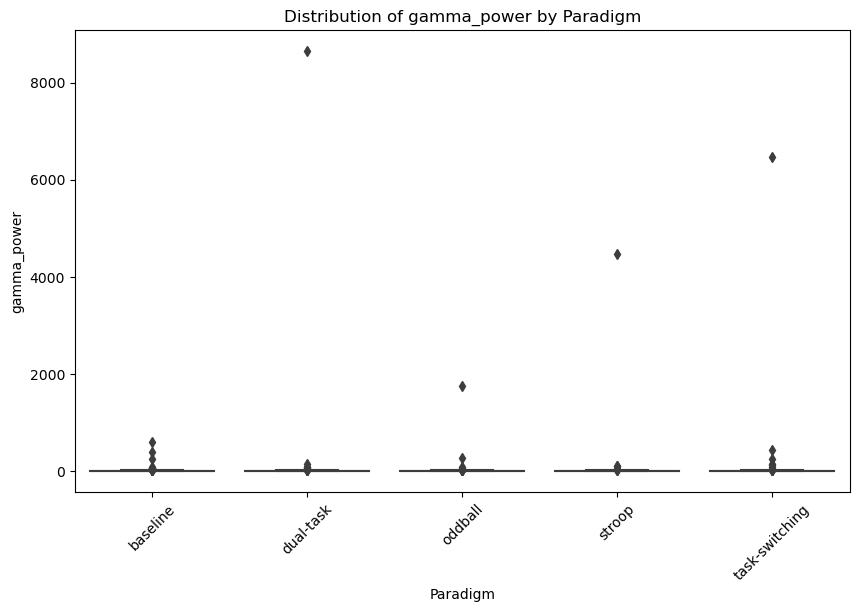 Distribution of gamma_power by Paradigm
8000
6000
4000
2000
0
gamma_power
baseline
dual-task
oddball
stroop
task-switching
Paradigm